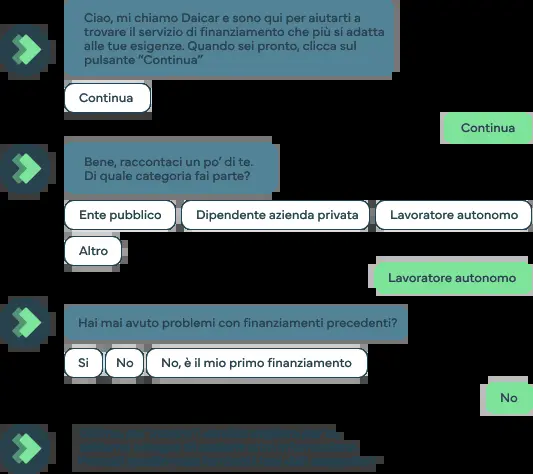 Ciao, mi chiamo Daicar e sono qui per aiutarti a
trovare il servizio di finanziamento che più si adatta
alle tue esigenze. Quando sei pronto, clicca sul
pulsante “Continua”
Continua
Continua
Bene, raccontaci un po’ di te.
Di quale categoria fai parte?
Ente pubblico
Dipendente azienda privata
Lavoratore autonomo
Altro
Lavoratore autonomo
Hai mai avuto problemi con finanziamenti precedenti?
Si
No
No, è il mio primo finanziamento
No